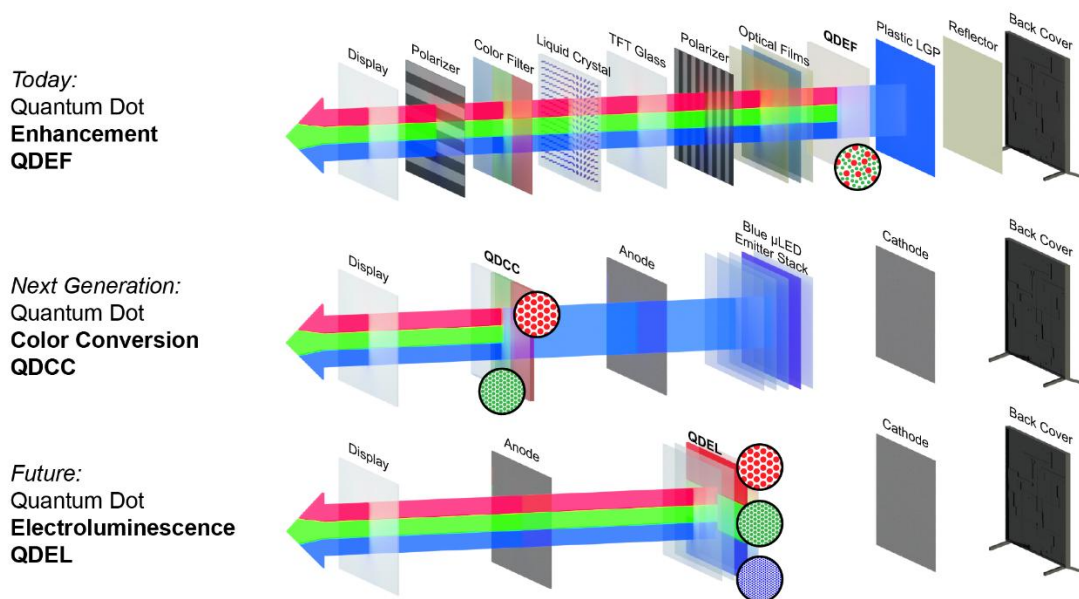 Today:
Quantum Dot
Enhancement
QDEF
Display
Polarizer
Color Filter
Liquid Crystal
TFT Glass
Polarizer
Optical Films
QDEF
Plastic LGP
Reflector
Back Cover
Next Generation:
Quantum Dot
Color Conversion
QDCC
Display
QDCC
Anode
Blue µLED
Emitter Stack
Cathode
Back Cover
Future:
Quantum Dot
Electroluminescence
QDEL
Display
Anode
QDEL
Cathode
Back Cover